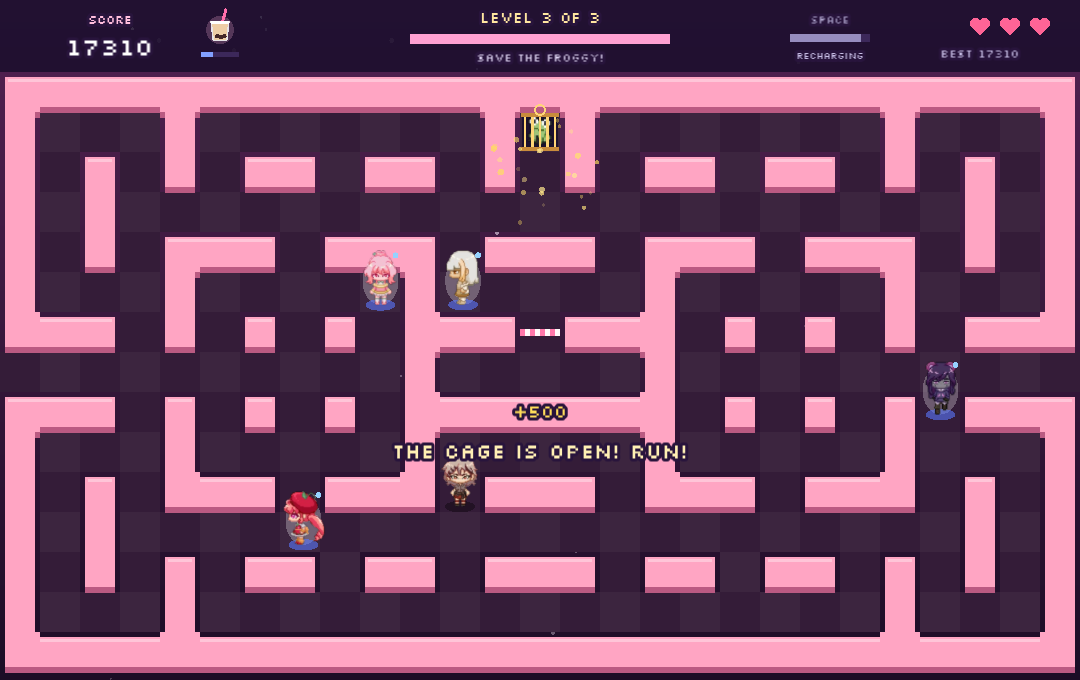 SCORE
17310
LEVEL 3 OF 3
SAVE THE FROGGY!
SPACE
RECHARGING
BEST 17310
+500
THE CAGE IS OPEN! RUN!